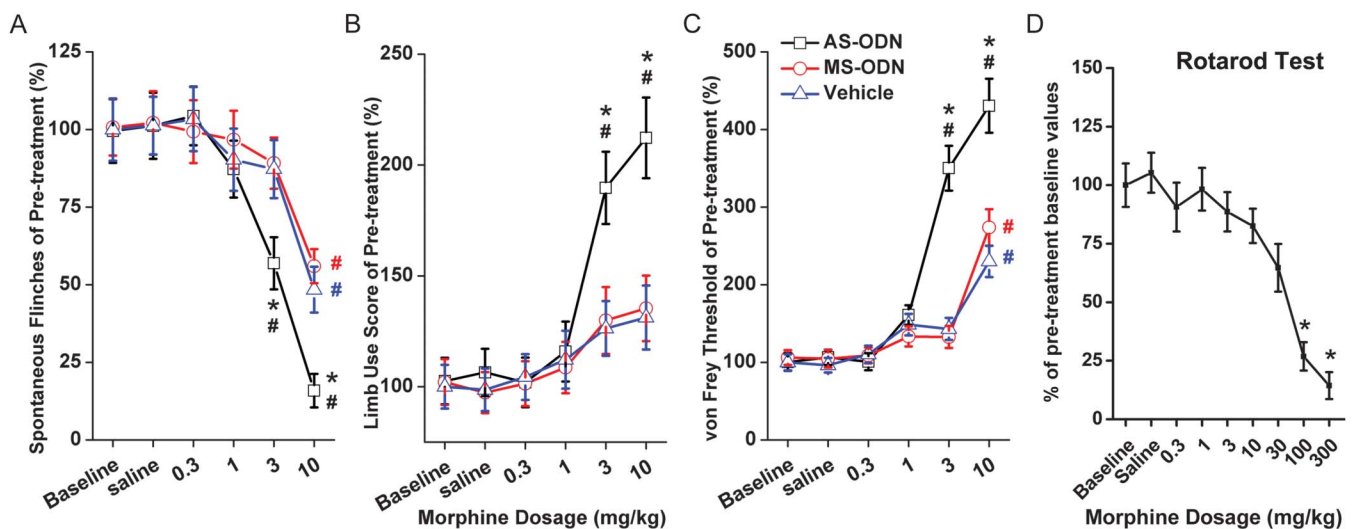 A
Spontaneous Flinches of Pre-treatment (%)
125
100
75
50
25
0
Baseline
saline
0.3
1
3
10
*
#
*
#
#
#
B
Limb Use Score of Pre-treatment (%)
250
200
150
100
Baseline
saline
0.3
1
3
10
*
#
*
#
Morphine Dosage (mg/kg)
C
von Frey Threshold of Pre-treatment (%)
500
400
300
200
100
0
AS-ODN
MS-ODN
Vehicle
Baseline
saline
0.3
1
3
10
*
#
*
#
#
#
D
Rotarod Test
% of pre-treatment baseline values
150
125
100
75
50
25
0
*
*
Baseline
Saline
0.3
1
3
10
30
100
300
Morphine Dosage (mg/kg)